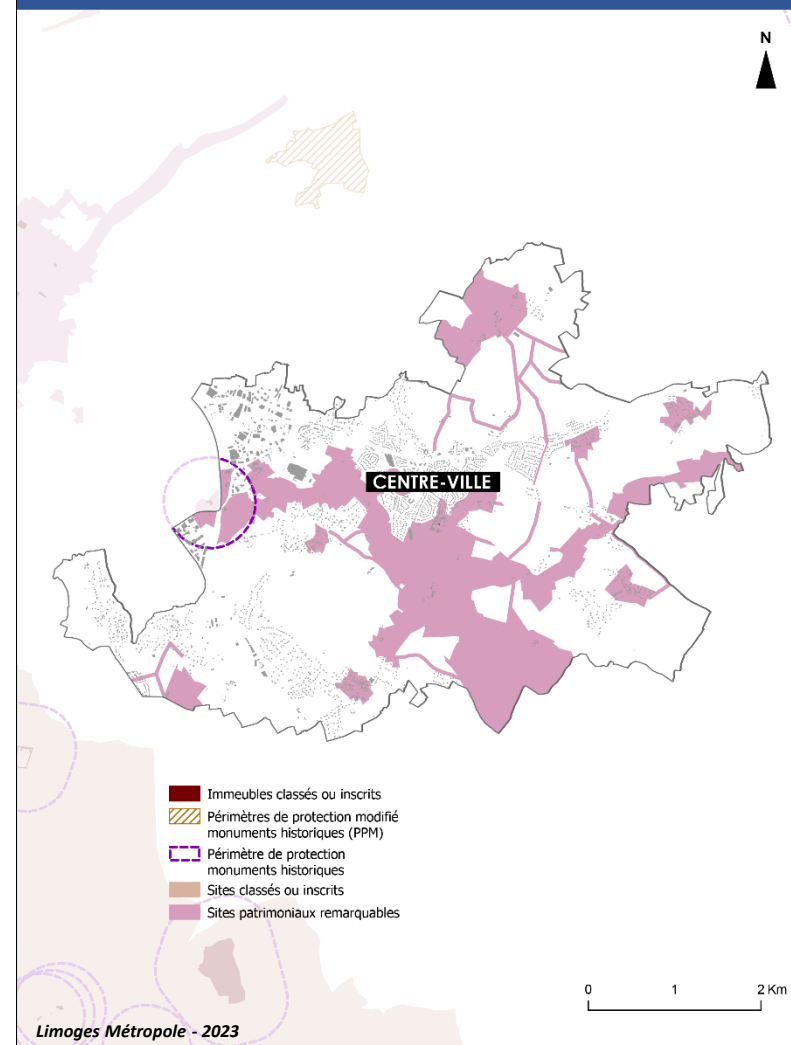 N
CENTRE-VILLE
Immeubles classés ou inscrits
Périmètres de protection modifié
monuments historiques (PPM)
Périmètre de protection
monuments historiques
Sites classés ou inscrits
Sites patrimoniaux remarquables
0 1 2 Km
Limoges Métropole - 2023